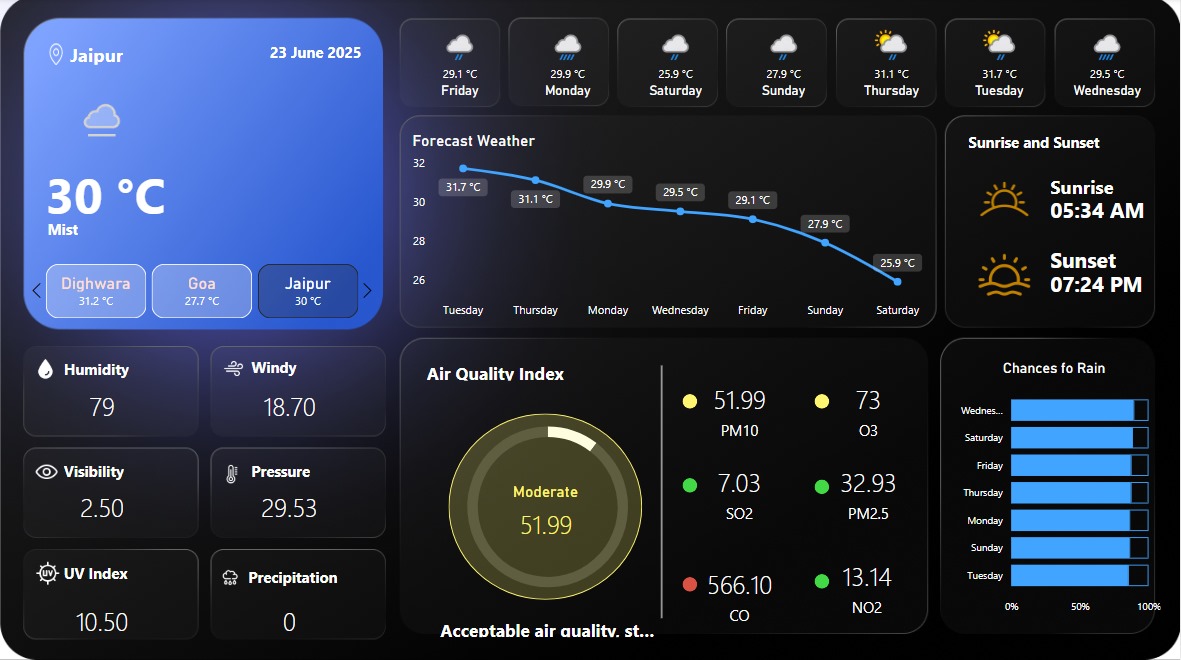 Jaipur
23 June 2025
30 °C
Mist
Dighwara
31.2 °C
Goa
27.7 °C
Jaipur
30 °C
29.1 °C
Friday
29.9 °C
Monday
25.9 °C
Saturday
27.9 °C
Sunday
31.1 °C
Thursday
31.7 °C
Tuesday
29.5 °C
Wednesday
Forecast Weather
32
30
28
26
31.7 °C
31.1 °C
29.9 °C
29.5 °C
29.1 °C
27.9 °C
25.9 °C
Tuesday
Thursday
Monday
Wednesday
Friday
Sunday
Saturday
Sunrise and Sunset
Sunrise
05:34 AM
Sunset
07:24 PM
Humidity
79
Windy
18.70
Visibility
2.50
Pressure
29.53
UV
UV Index
10.50
Precipitation
0
Air Quality Index
Moderate
51.99
Acceptable air quality, st...
51.99
PM10
73
O3
7.03
SO2
32.93
PM2.5
566.10
CO
13.14
NO2
Chances fo Rain
Wednes...
Saturday
Friday
Thursday
Monday
Sunday
Tuesday
0%
50%
100%